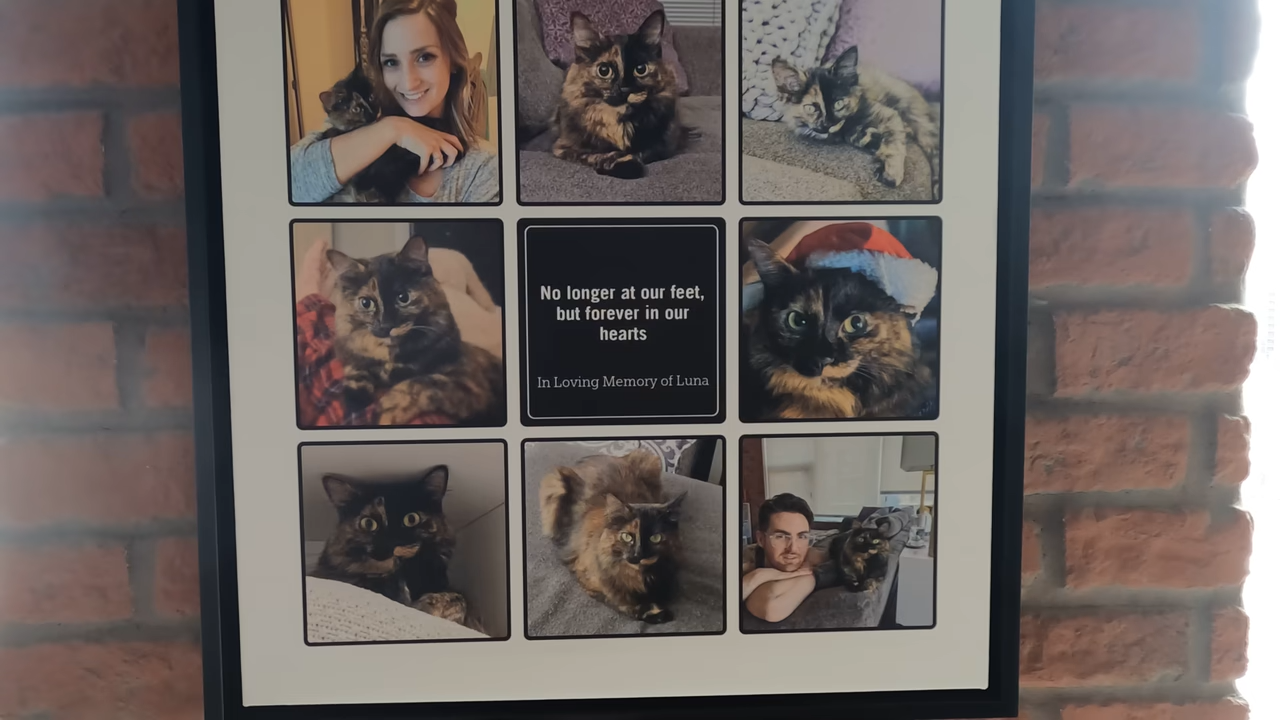 No longer at our feet,
but forever in our
hearts
In Loving Memory of Luna